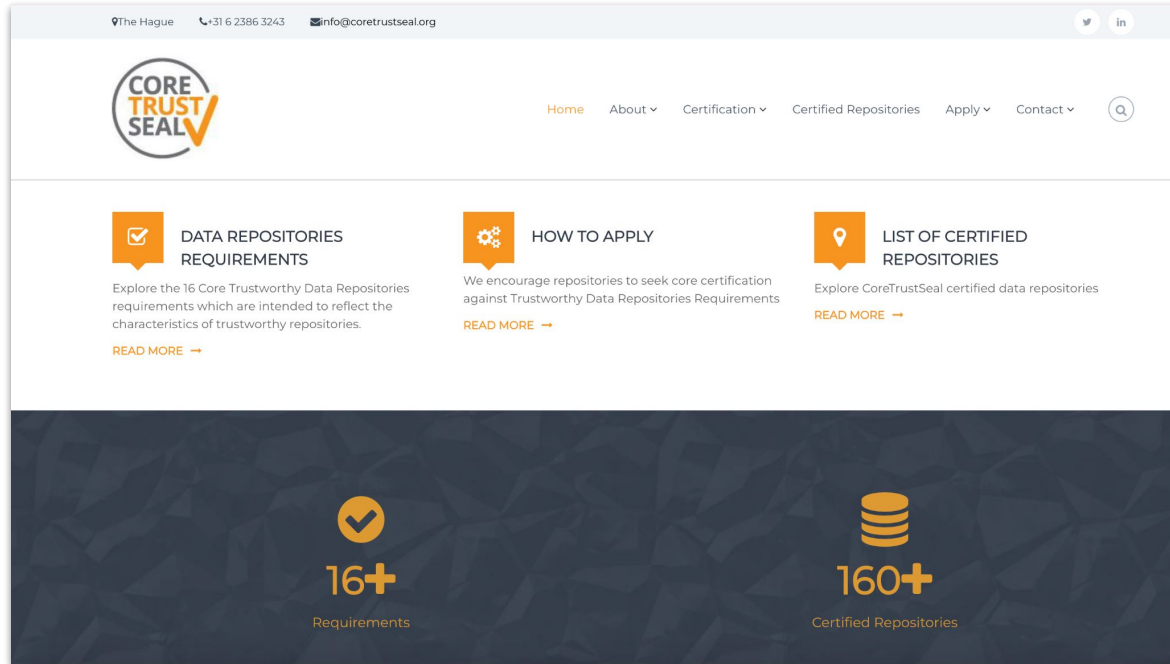 The Hague +31 6 2386 3243 info@coretrustseal.org
CORE
TRUST
SEAL
Home About Certification Certified Repositories Apply Contact
DATA REPOSITORIES
REQUIREMENTS
Explore the 16 Core Trustworthy Data Repositories
requirements which are intended to reflect the
characteristics of trustworthy repositories.
READ MORE →
HOW TO APPLY
We encourage repositories to seek core certification
against Trustworthy Data Repositories Requirements
READ MORE →
LIST OF CERTIFIED
REPOSITORIES
Explore CoreTrustSeal certified data repositories
READ MORE →
16+
Requirements
160+
Certified Repositories